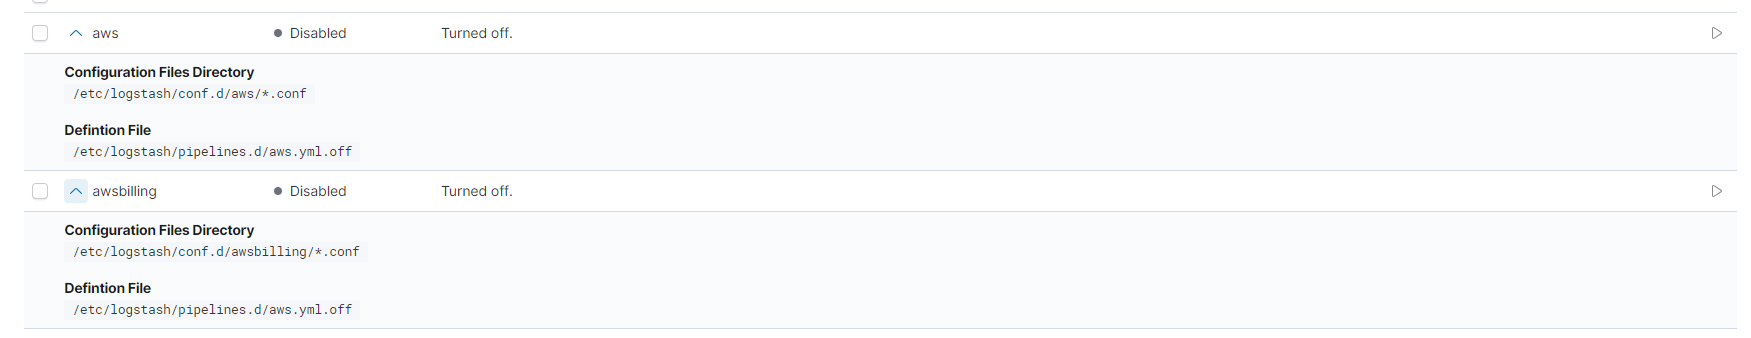 aws Disabled Turned off.
Configuration Files Directory
/etc/logstash/conf.d/aws/*.conf
Defintion File
/etc/logstash/pipelines.d/aws.yml.off
awsbilling Disabled Turned off.
Configuration Files Directory
/etc/logstash/conf.d/awsbilling/*.conf
Defintion File
/etc/logstash/pipelines.d/aws.yml.off